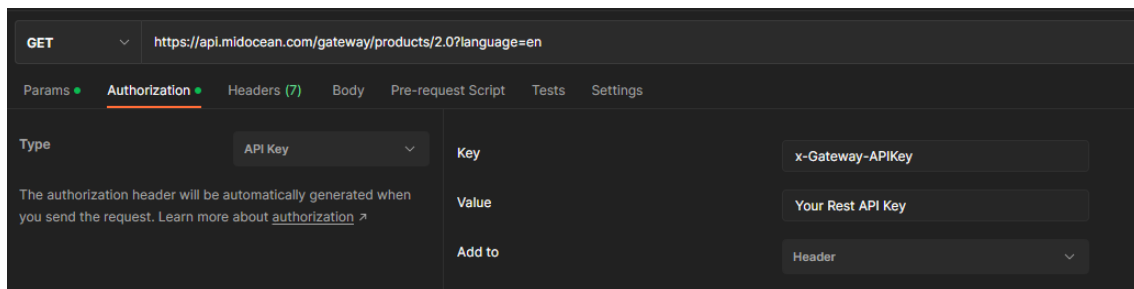 GET https://api.midocean.com/gateway/products/2.0?language=en
Params Authorization Headers (7) Body Pre-request Script Tests Settings
Type API Key
The authorization header will be automatically generated when
you send the request. Learn more about authorization ↗
Key x-Gateway-APIKey
Value Your Rest API Key
Add to Header